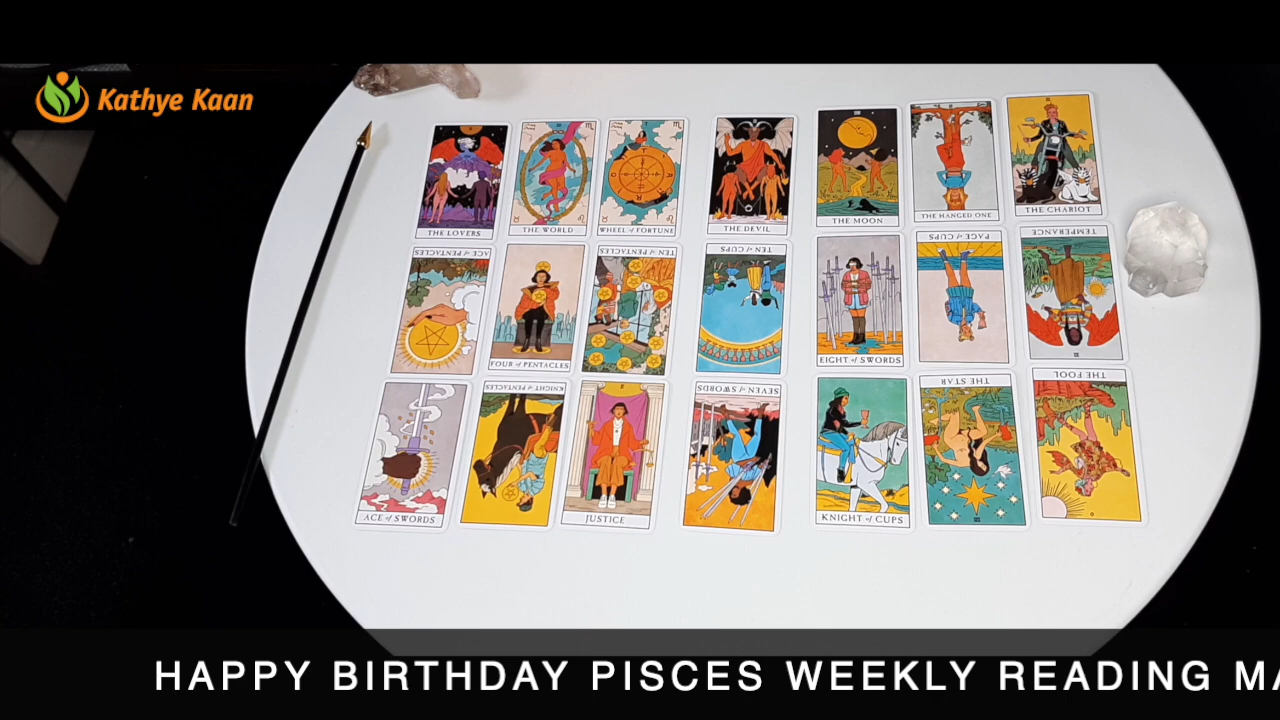 Kathye Kaan
THE LOVERS
THE WORLD
WHEEL of FORTUNE
THE DEVIL
THE MOON
THE HANGED ONE
THE CHARIOT
ACE of PENTACLES
FOUR of PENTACLES
TEN of PENTACLES
TEN of CUPS
EIGHT of SWORDS
PAGE of CUPS
TEMPERANCE
ACE of SWORDS
KNIGHT of PENTACLES
JUSTICE
SEVEN of SWORDS
KNIGHT of CUPS
THE STAR
THE FOOL
HAPPY BIRTHDAY PISCES WEEKLY READING MA